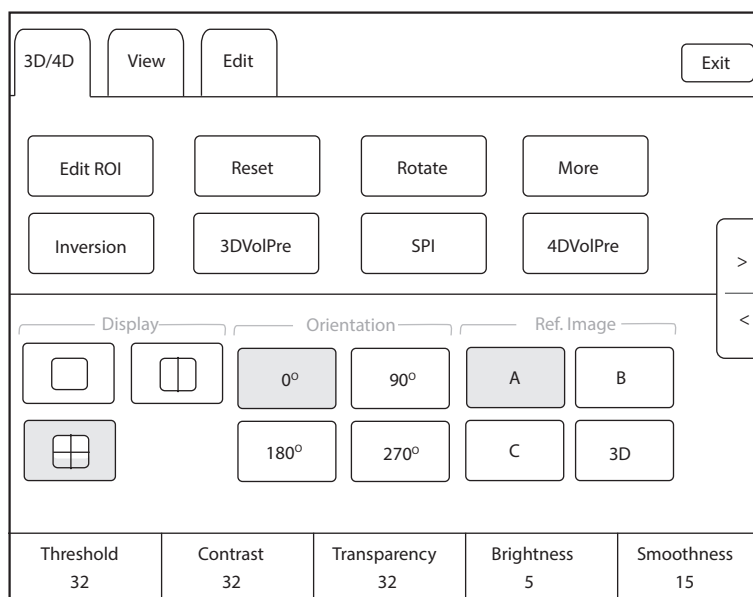 3D/4D View Edit Exit
Edit ROI Reset Rotate More
Inversion 3DVolPre SPI 4DVolPre
>
<
Display Orientation Ref. Image
0° 90° A B
180° 270° C 3D
Threshold Contrast Transparency Brightness Smoothness
32 32 32 5 15